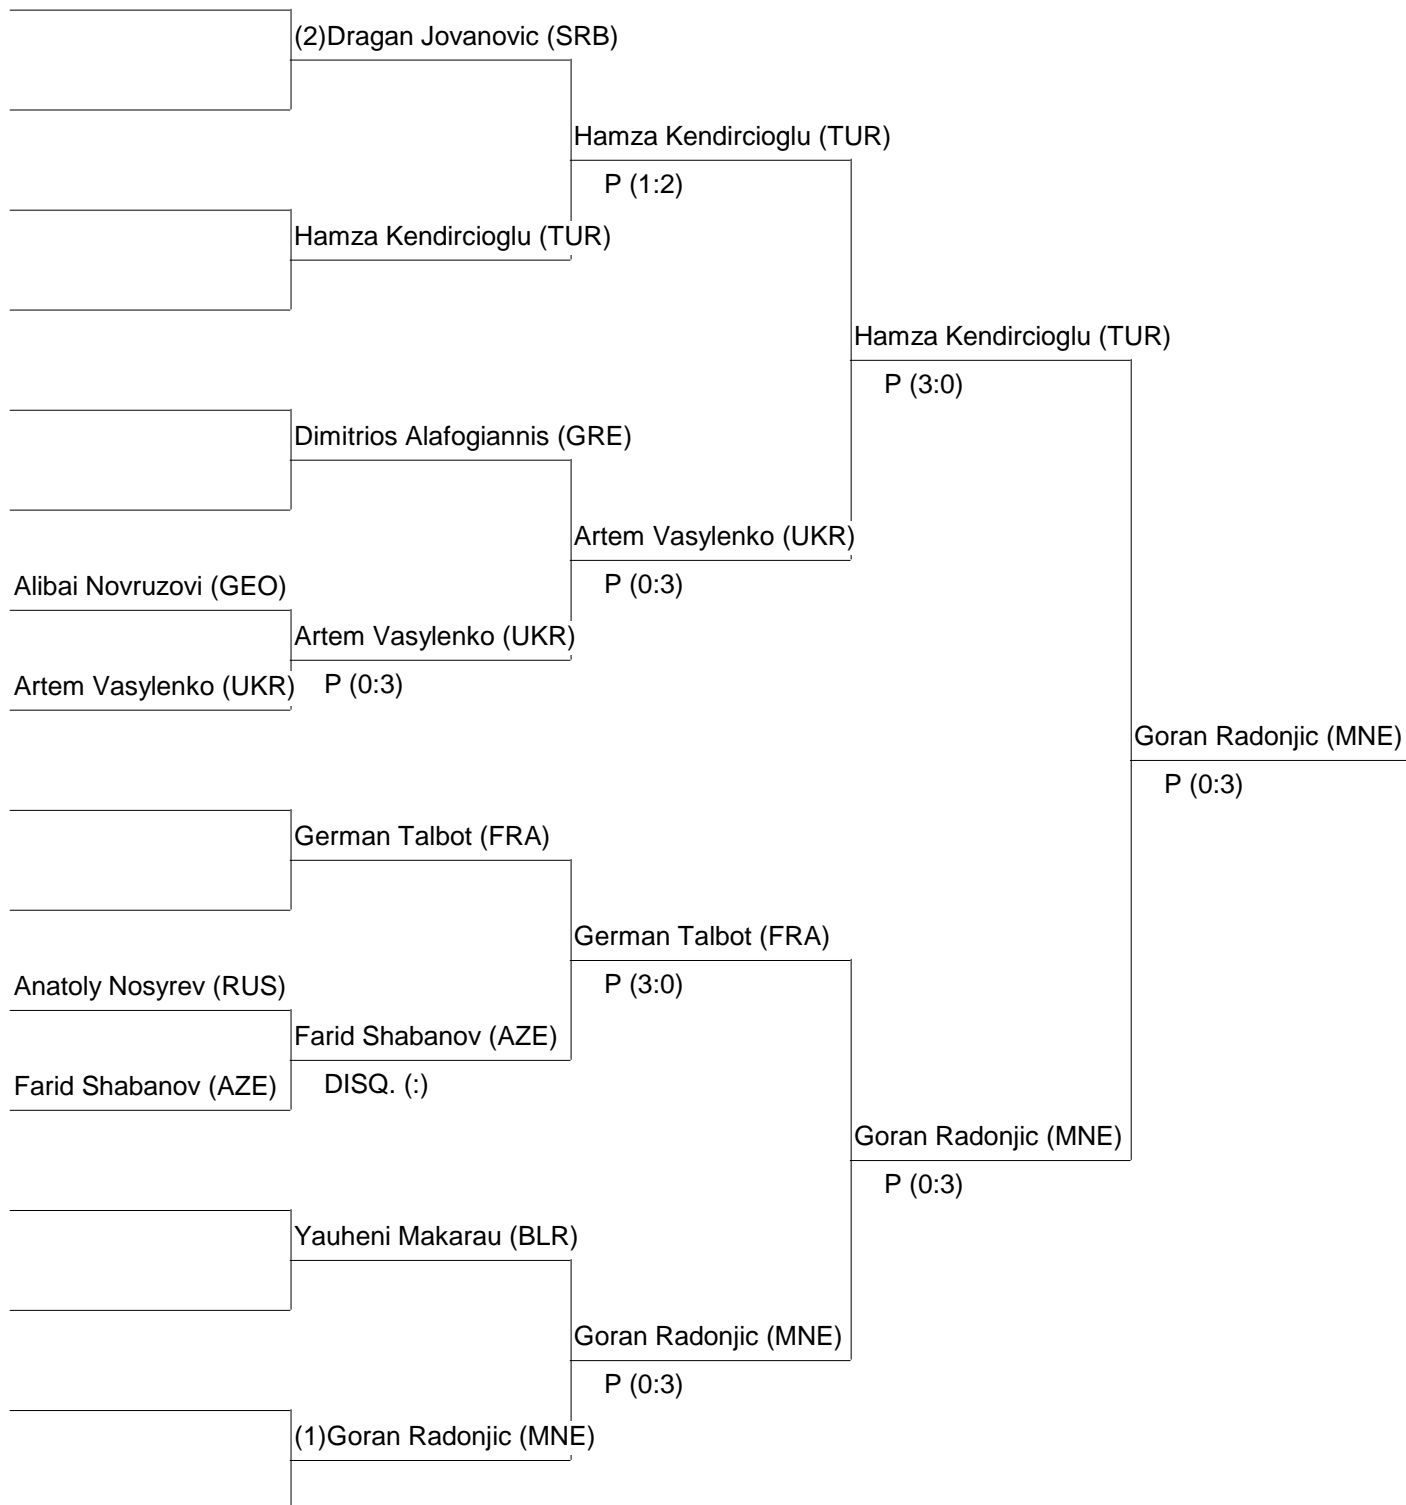 (2)Dragan Jovanovic (SRB)
Hamza Kendircioglu (TUR)
P (1:2)
Hamza Kendircioglu (TUR)
Hamza Kendircioglu (TUR)
P (3:0)
Dimitrios Alafogiannis (GRE)
Artem Vasylenko (UKR)
P (0:3)
Alibai Novruzovi (GEO)
Artem Vasylenko (UKR)
Artem Vasylenko (UKR)
P (0:3)
Goran Radonjic (MNE)
P (0:3)
German Talbot (FRA)
German Talbot (FRA)
P (3:0)
Anatoly Nosyrev (RUS)
Farid Shabanov (AZE)
Farid Shabanov (AZE)
DISQ. (:)
Goran Radonjic (MNE)
P (0:3)
Yauheni Makarau (BLR)
Goran Radonjic (MNE)
P (0:3)
(1)Goran Radonjic (MNE)